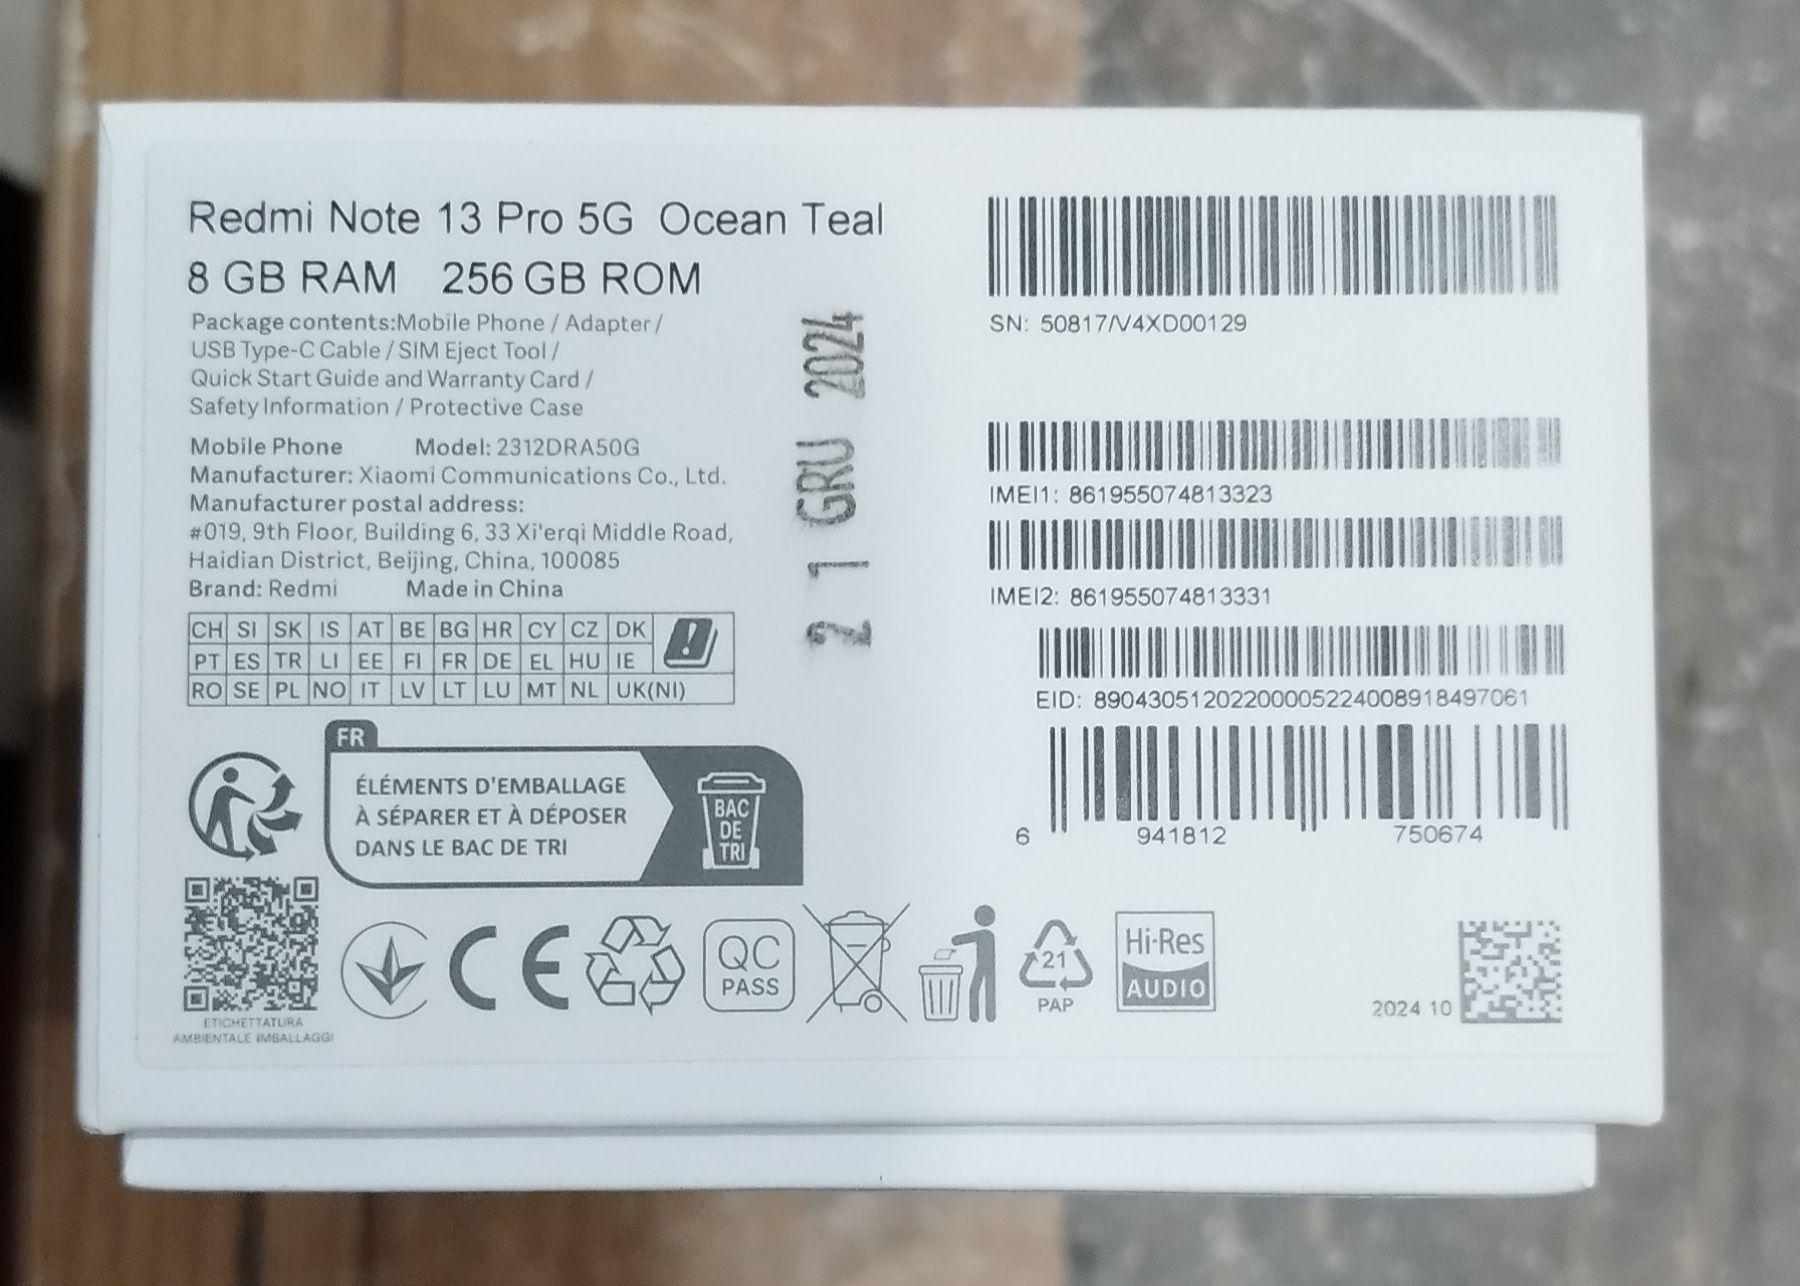 Redmi Note 13 Pro 5G Ocean Teal
8 GB RAM 256 GB ROM
Package contents:Mobile Phone / Adapter /
USB Type-C Cable / SIM Eject Tool /
Quick Start Guide and Warranty Card /
Safety Information / Protective Case
Mobile Phone Model: 2312DRA50G
Manufacturer: Xiaomi Communications Co., Ltd.
Manufacturer postal address:
#019, 9th Floor, Building 6, 33 Xi'erqi Middle Road,
Haidian District, Beijing, China, 100085
Brand: Redmi Made in China
CH SI SK IS AT BE BG HR CY CZ DK
PT ES TR LI EE FI FR DE EL HU IE
RO SE PL NO IT LV LT LU MT NL UK(NI)
21 GRU 2024
FR
ÉLÉMENTS D'EMBALLAGE
À SÉPARER ET À DÉPOSER
DANS LE BAC DE TRI
BAC
DE
TRI
ETICHETTATURA
AMBIENTALE IMBALLAGGI
CE
QC
PASS
21
PAP
Hi-Res
AUDIO
SN: 50817/V4XD00129
IMEI1: 861955074813323
IMEI2: 861955074813331
EID: 89043051202200005224008918497061
6 941812 750674
2024 10